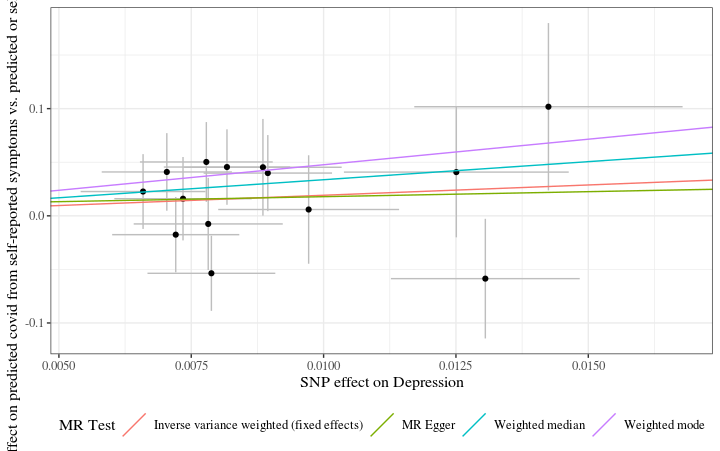 ffect on predicted covid from self-reported symptoms vs. predicted or se
0.1
0.0
-0.1
0.0050 0.0075 0.0100 0.0125 0.0150
SNP effect on Depression
MR Test Inverse variance weighted (fixed effects) MR Egger Weighted median Weighted mode